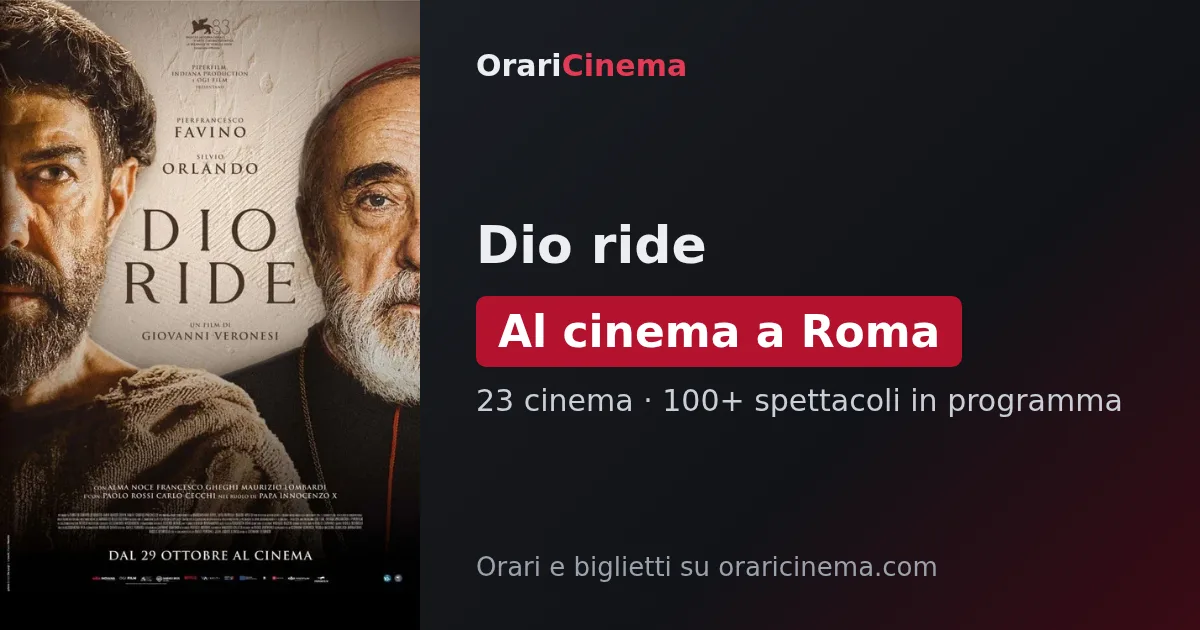 83
PIPERFILM
INDIANA PRODUCTION
E OGI FILM
PRESENTANO
PIERFRANCESCO
FAVINO
SILVIO
ORLANDO
DIO
RIDE
UN FILM DI
GIOVANNI VERONESI
CON ALMA NOCE FRANCESCO GHEGHI MAURIZIO LOMBARDI
E CON PAOLO ROSSI CARLO CECCHI NEL RUOLO DI PAPA INNOCENZO X
DAL 29 OTTOBRE AL CINEMA
OrariCinema
Dio ride
Al cinema a Roma
23 cinema · 100+ spettacoli in programma
Orari e biglietti su oraricinema.com